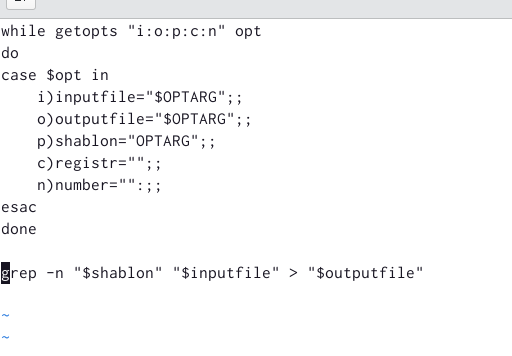 while getopts "i:o:p:c:n" opt
do
case $opt in
    i)inputfile="$OPTARG";;
    o)outputfile="$OPTARG";;
    p)shablon="OPTARG";;
    c)registr="";;
    n)number="":;;
esac
done

grep -n "$shablon" "$inputfile" > "$outputfile"

~
~